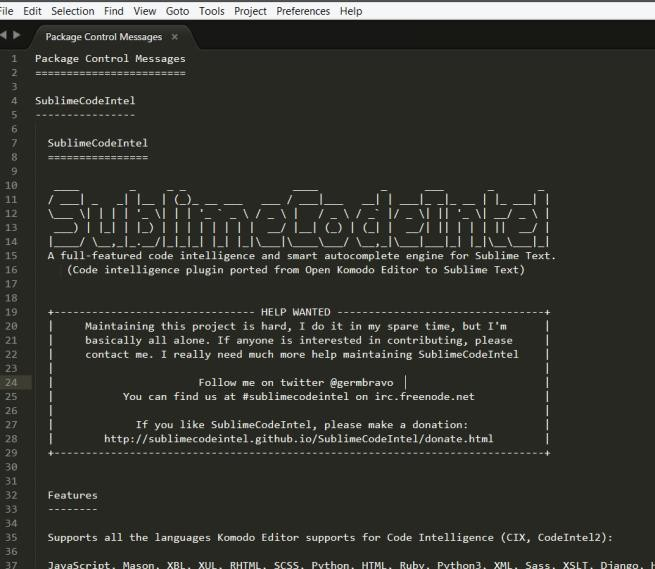 File Edit Selection Find View Goto Tools Project Preferences Help
Package Control Messages ×
1 Package Control Messages
2 ========================
3
4 SublimeCodeIntel
5 ----------------
6
7 SublimeCodeIntel
8 ================
9
10
11
12 SublimeCodeIntel
13
14
15 A full-featured code intelligence and smart autocomplete engine for Sublime Text.
16 (Code intelligence plugin ported from Open Komodo Editor to Sublime Text)
17
18
19 +--------------------------------- HELP WANTED ----------------------------------+
20 | Maintaining this project is hard, I do it in my spare time, but I'm |
21 | basically all alone. If anyone is interested in contributing, please |
22 | contact me. I really need much more help maintaining SublimeCodeIntel |
23 | |
24 | Follow me on twitter @germbravo |
25 | You can find us at #sublimecodeintel on irc.freenode.net |
26 | |
27 | If you like SublimeCodeIntel, please make a donation: |
28 | http://sublimecodeintel.github.io/SublimeCodeIntel/donate.html |
29 +-------------------------------------------------------------------------------+
30
31
32 Features
33 --------
34
35 Supports all the languages Komodo Editor supports for Code Intelligence (CIX, CodeIntel2):
36
37 JavaScript, Mason, XBL, XUL, RHTML, SCSS, Python, HTML, Ruby, Python3, XML, Sass, XSLT, Django,